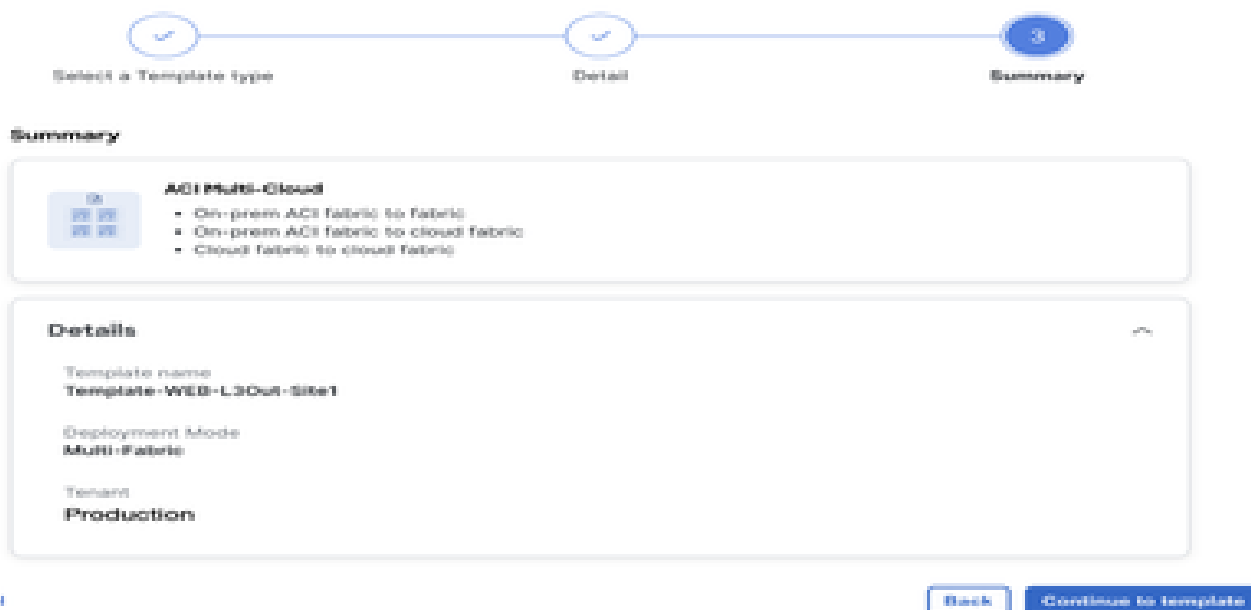 3
Select a Template type
Detail
Summary
Summary
ACI Multi-Cloud
• On-prem ACI fabric to fabric
• On-prem ACI fabric to cloud fabric
• Cloud fabric to cloud fabric
Details
Template name
Template-WEB-L3Out-Site1
Deployment Mode
Multi-Fabric
Tenant
Production
Back
Continue to template